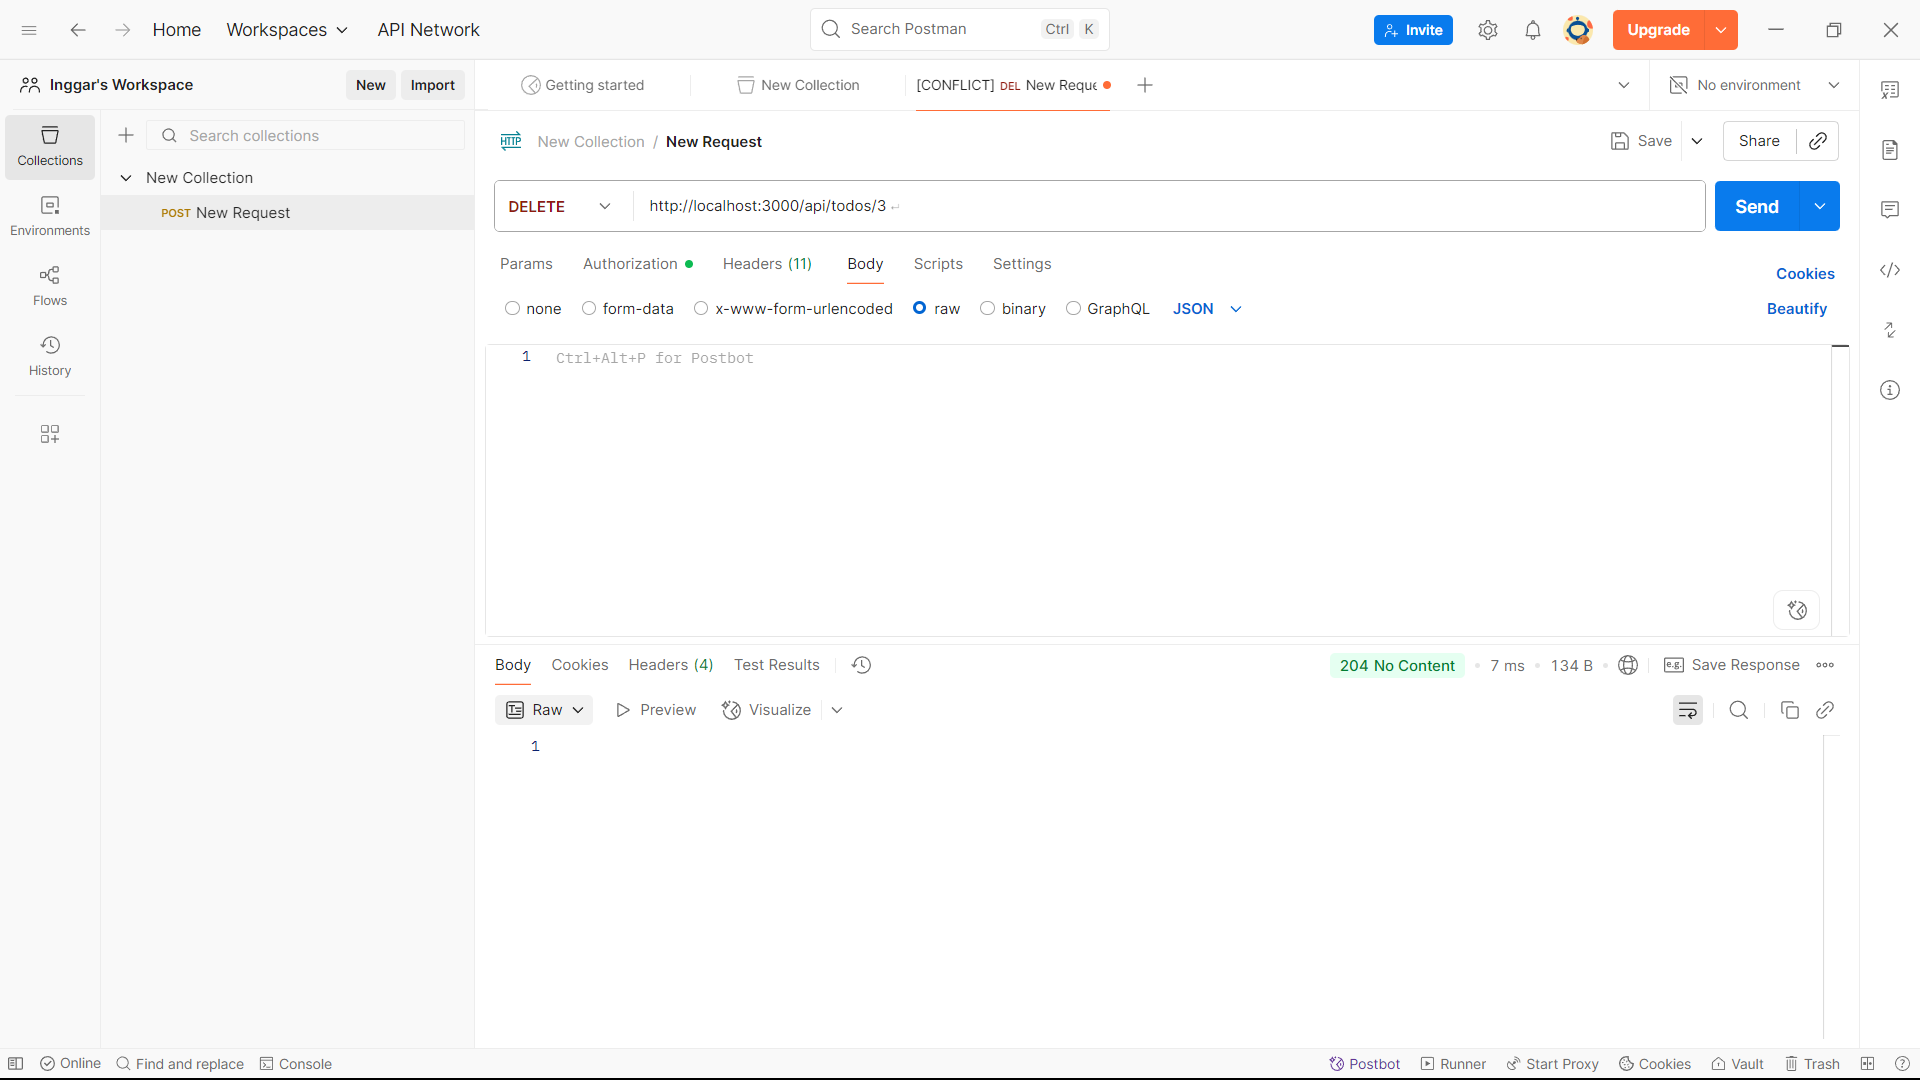 Home Workspaces API Network Search Postman Ctrl K Invite Upgrade
Inggar's Workspace New Import Getting started New Collection [CONFLICT] DEL New Reque No environment
Collections
Search collections
New Collection / New Request Save Share
New Collection
POST New Request
DELETE http://localhost:3000/api/todos/3 Send
Environments
Params Authorization Headers (11) Body Scripts Settings Cookies
Flows
none form-data x-www-form-urlencoded raw binary GraphQL JSON Beautify
History
1 Ctrl+Alt+P for Postbot
Body Cookies Headers (4) Test Results 204 No Content 7 ms 134 B e.g. Save Response
Raw Preview Visualize
1
Online Find and replace Console Postbot Runner Start Proxy Cookies Vault Trash